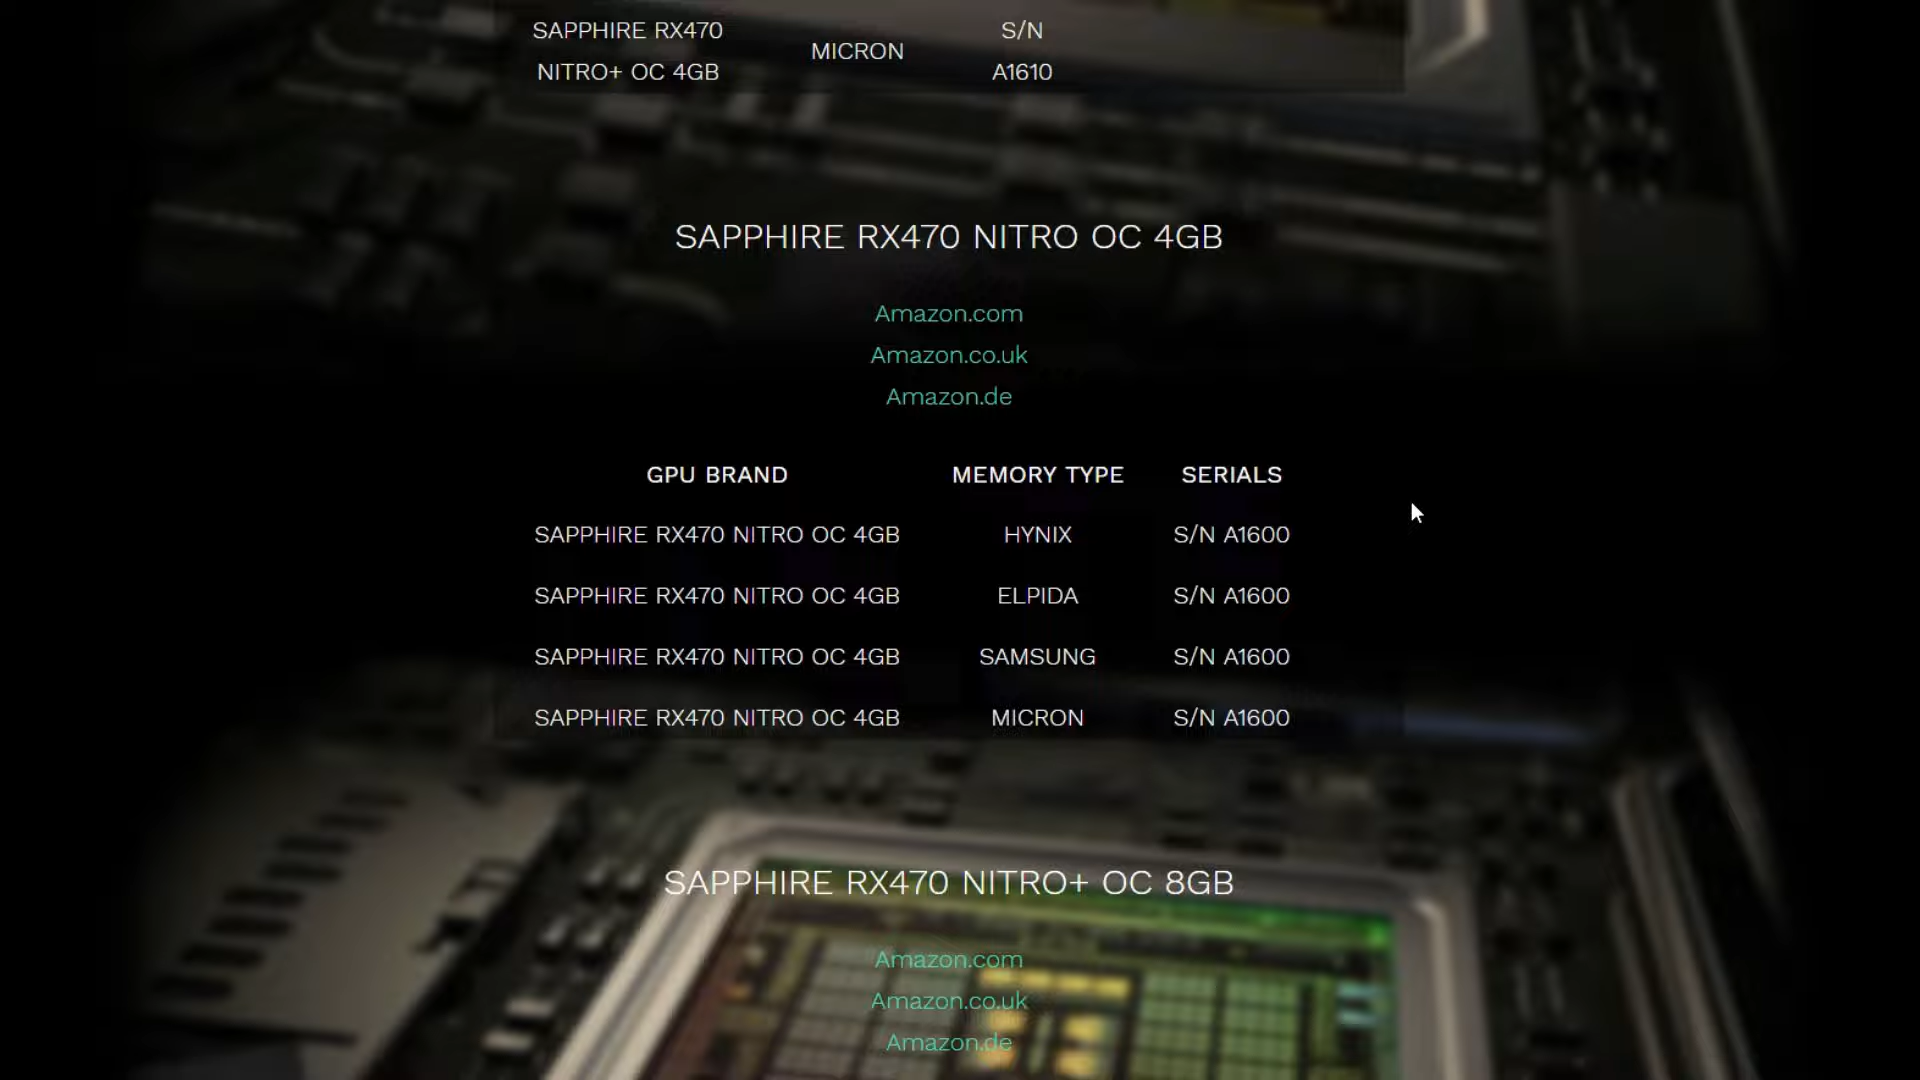 SAPPHIRE RX470 NITRO+ OC 4GB MICRON S/N A1610
SAPPHIRE RX470 NITRO OC 4GB
Amazon.com
Amazon.co.uk
Amazon.de
GPU BRAND MEMORY TYPE SERIALS
SAPPHIRE RX470 NITRO OC 4GB HYNIX S/N A1600
SAPPHIRE RX470 NITRO OC 4GB ELPIDA S/N A1600
SAPPHIRE RX470 NITRO OC 4GB SAMSUNG S/N A1600
SAPPHIRE RX470 NITRO OC 4GB MICRON S/N A1600
SAPPHIRE RX470 NITRO+ OC 8GB
Amazon.com
Amazon.co.uk
Amazon.de